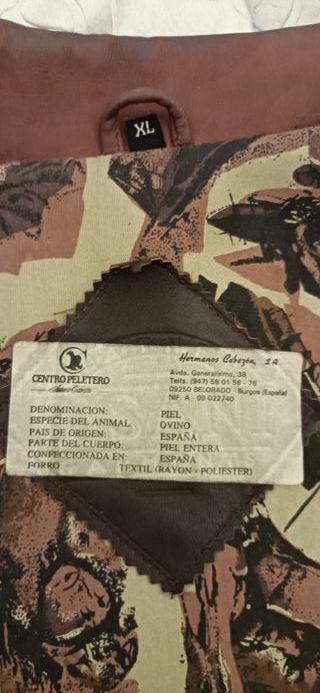 XL
CENTRO PELETERO
Hermanos Cabezón, s.a.
Avda. Generalísimo, 38
Telfs. (947) 58 01 56 - 76
09250 BELORADO - Burgos (España)
NIF. A - 09-022740
DENOMINACION: PIEL
ESPECIE DEL ANIMAL: OVINO
PAIS DE ORIGEN: ESPAÑA
PARTE DEL CUERPO: PIEL ENTERA
CONFECCIONADA EN: ESPAÑA
FORRO: TEXTIL (RAYON - POLIESTER)